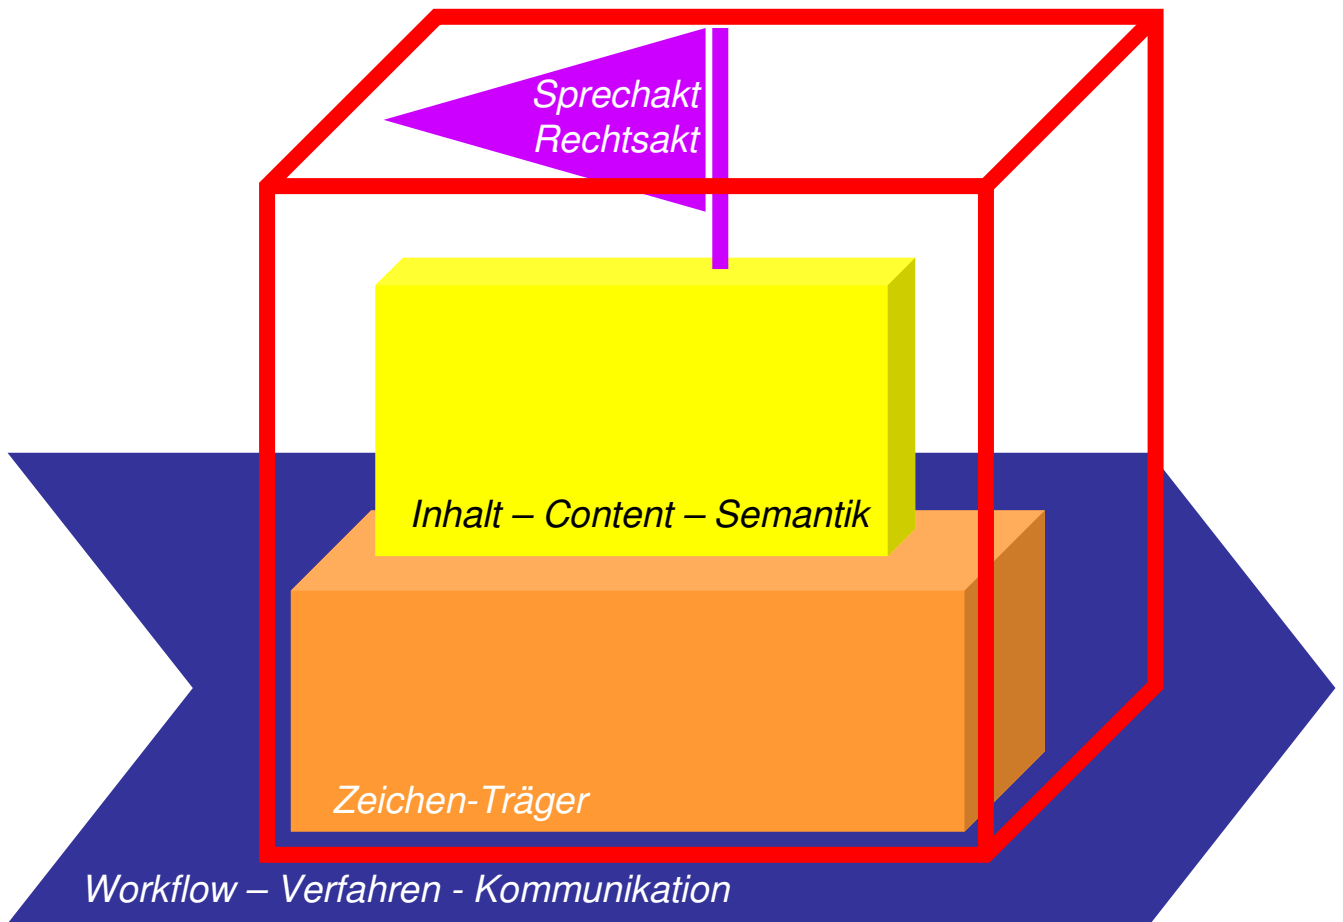 Sprechakt
Rechtsakt
Inhalt – Content – Semantik
Zeichen-Träger
Workflow – Verfahren - Kommunikation